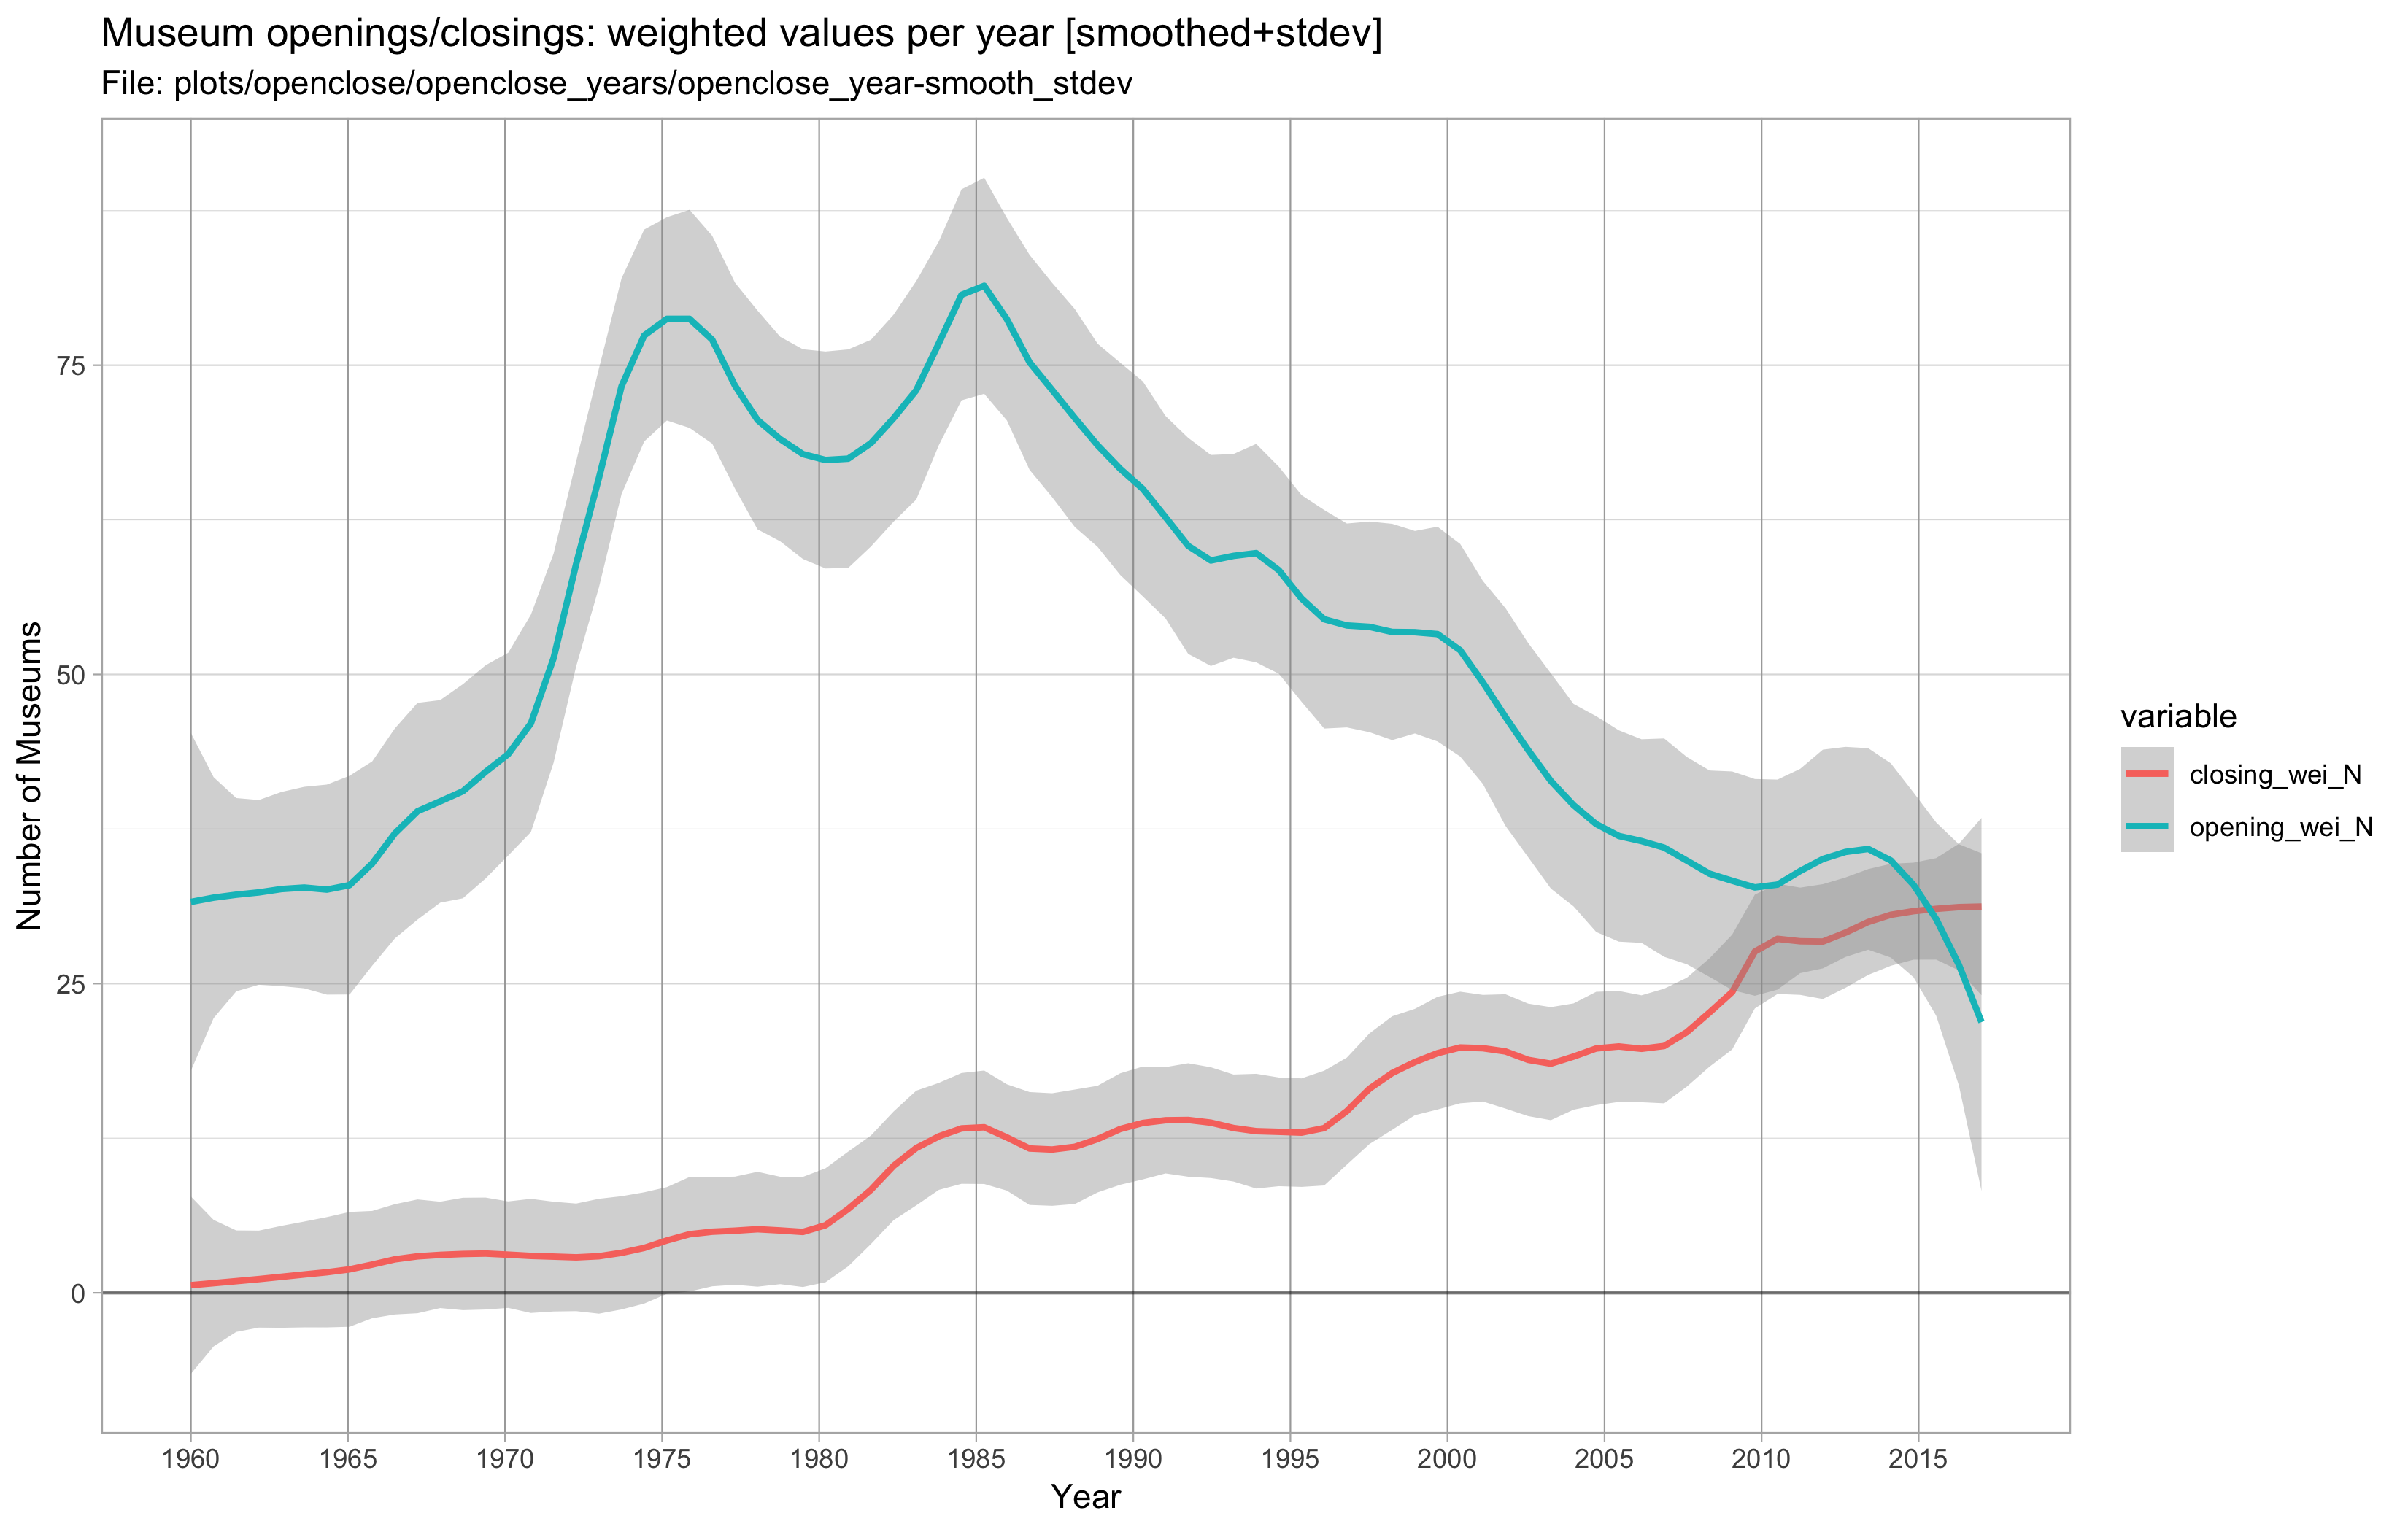 Museum openings/closings: weighted values per year [smoothed+stdev]
File: plots/openclose/openclose_years/openclose_year-smooth_stdev
Number of Museums
75
50
25
0
1960 1965 1970 1975 1980 1985 1990 1995 2000 2005 2010 2015
Year
variable
closing_wei_N
opening_wei_N